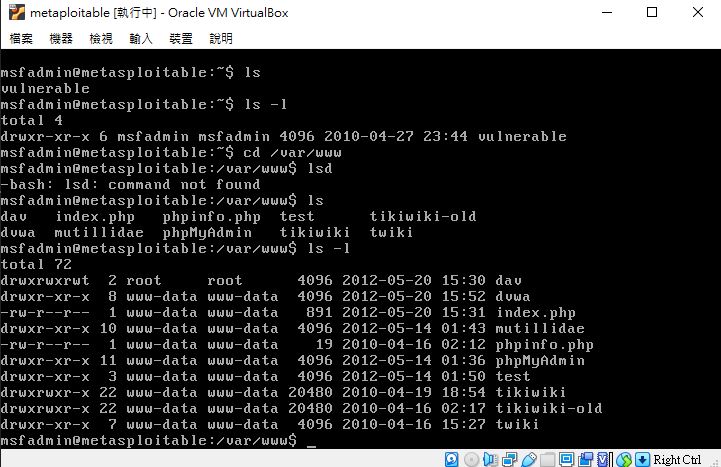 metaploitable [執行中] - Oracle VM VirtualBox
檔案 機器 檢視 輸入 裝置 說明
msfadmin@metasploitable:~$ ls
vulnerable
msfadmin@metasploitable:~$ ls -l
total 4
drwxr-xr-x 6 msfadmin msfadmin 4096 2010-04-27 23:44 vulnerable
msfadmin@metasploitable:~$ cd /var/www
msfadmin@metasploitable:/var/www$ lsd
-bash: lsd: command not found
msfadmin@metasploitable:/var/www$ ls
dav   index.php   phpinfo.php  test      tikiwiki-old
dvwa  mutillidae  phpMyAdmin   tikiwiki  twiki
msfadmin@metasploitable:/var/www$ ls -l
total 72
drwxrwxrwt  2 root     root      4096 2012-05-20 15:30 dav
drwxr-xr-x  8 www-data www-data  4096 2012-05-20 15:52 dvwa
-rw-r--r--  1 www-data www-data   891 2012-05-20 15:31 index.php
drwxr-xr-x 10 www-data www-data  4096 2012-05-14 01:43 mutillidae
-rw-r--r--  1 www-data www-data    19 2010-04-16 02:12 phpinfo.php
drwxr-xr-x 11 www-data www-data  4096 2012-05-14 01:36 phpMyAdmin
drwxr-xr-x  3 www-data www-data  4096 2012-05-14 01:50 test
drwxrwxr-x 22 www-data www-data 20480 2010-04-19 18:54 tikiwiki
drwxrwxr-x 22 www-data www-data 20480 2010-04-16 02:17 tikiwiki-old
drwxr-xr-x  7 www-data www-data  4096 2010-04-16 15:27 twiki
msfadmin@metasploitable:/var/www$ _
Right Ctrl